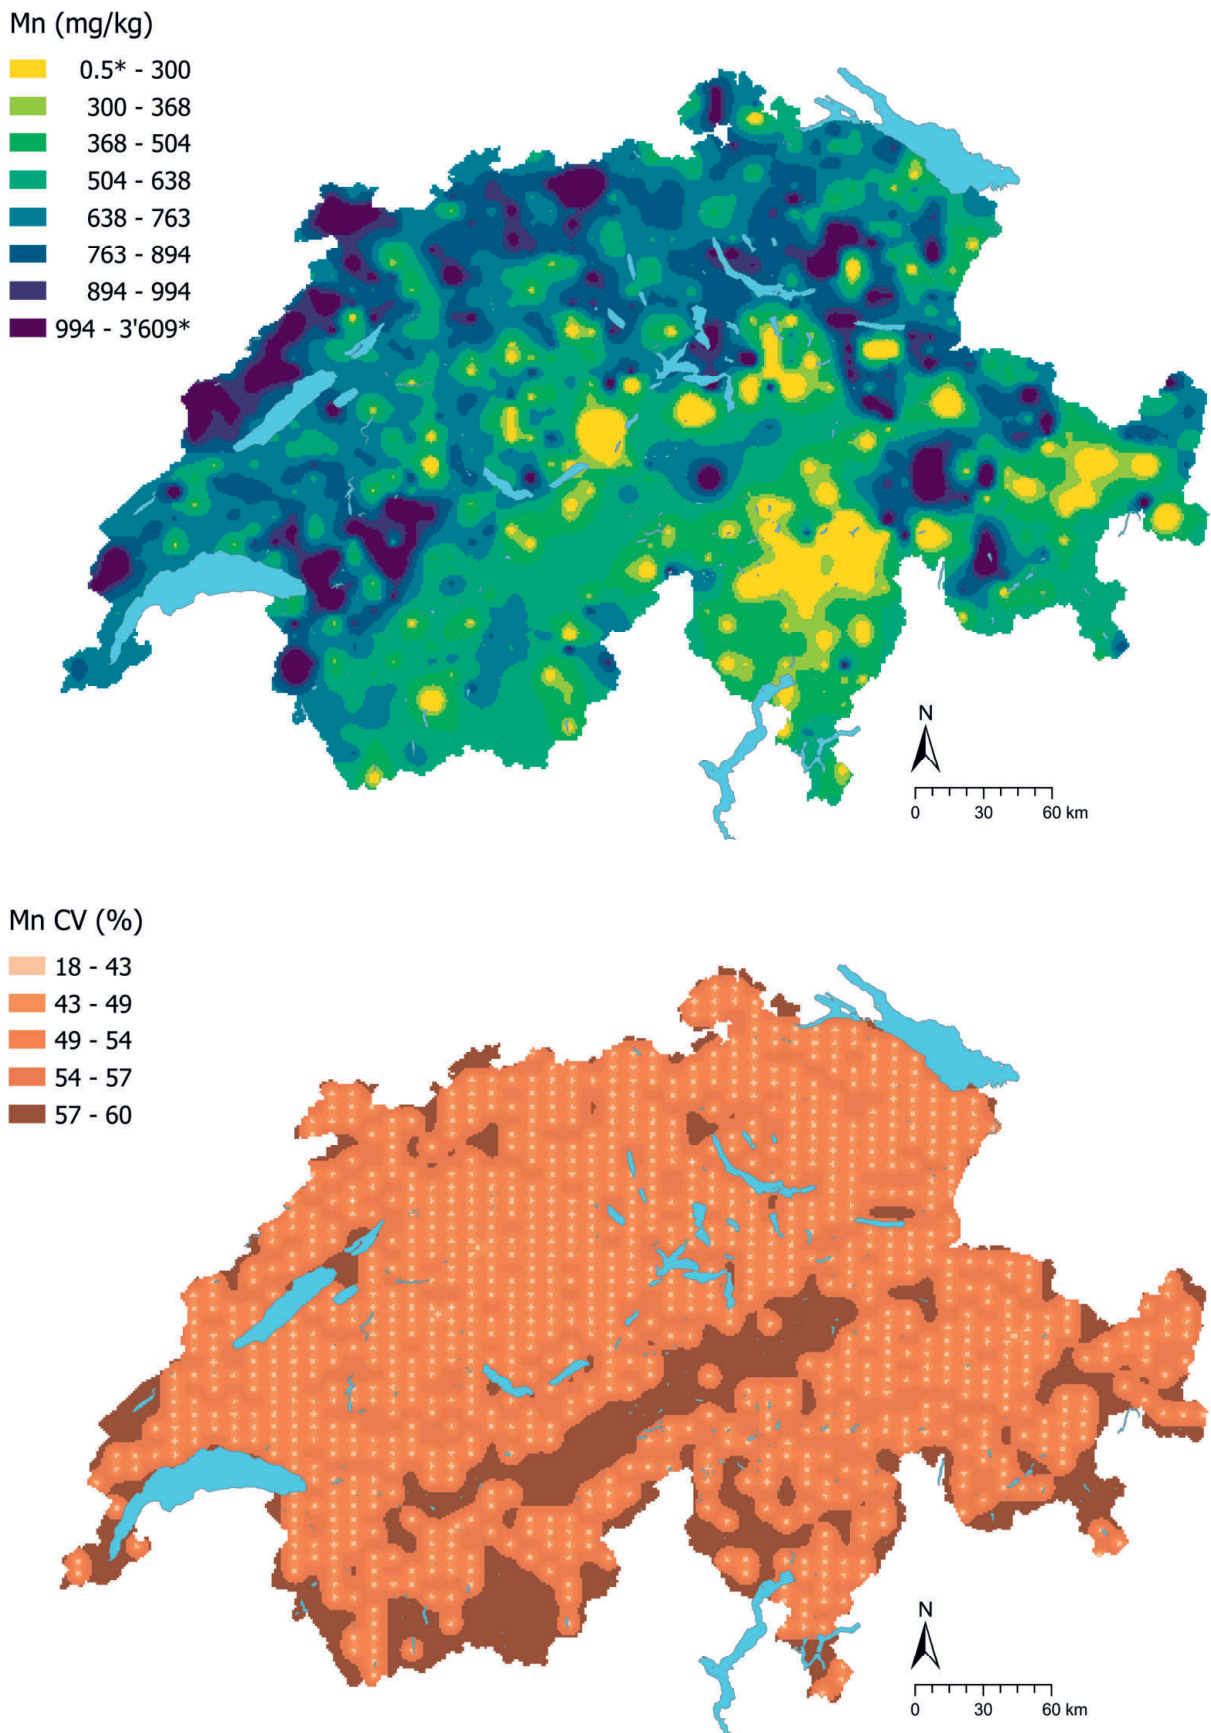 Mn (mg/kg)
0.5* - 300
300 - 368
368 - 504
504 - 638
638 - 763
763 - 894
894 - 994
994 - 3'609*
N
0 30 60 km
Mn CV (%)
18 - 43
43 - 49
49 - 54
54 - 57
57 - 60
N
0 30 60 km